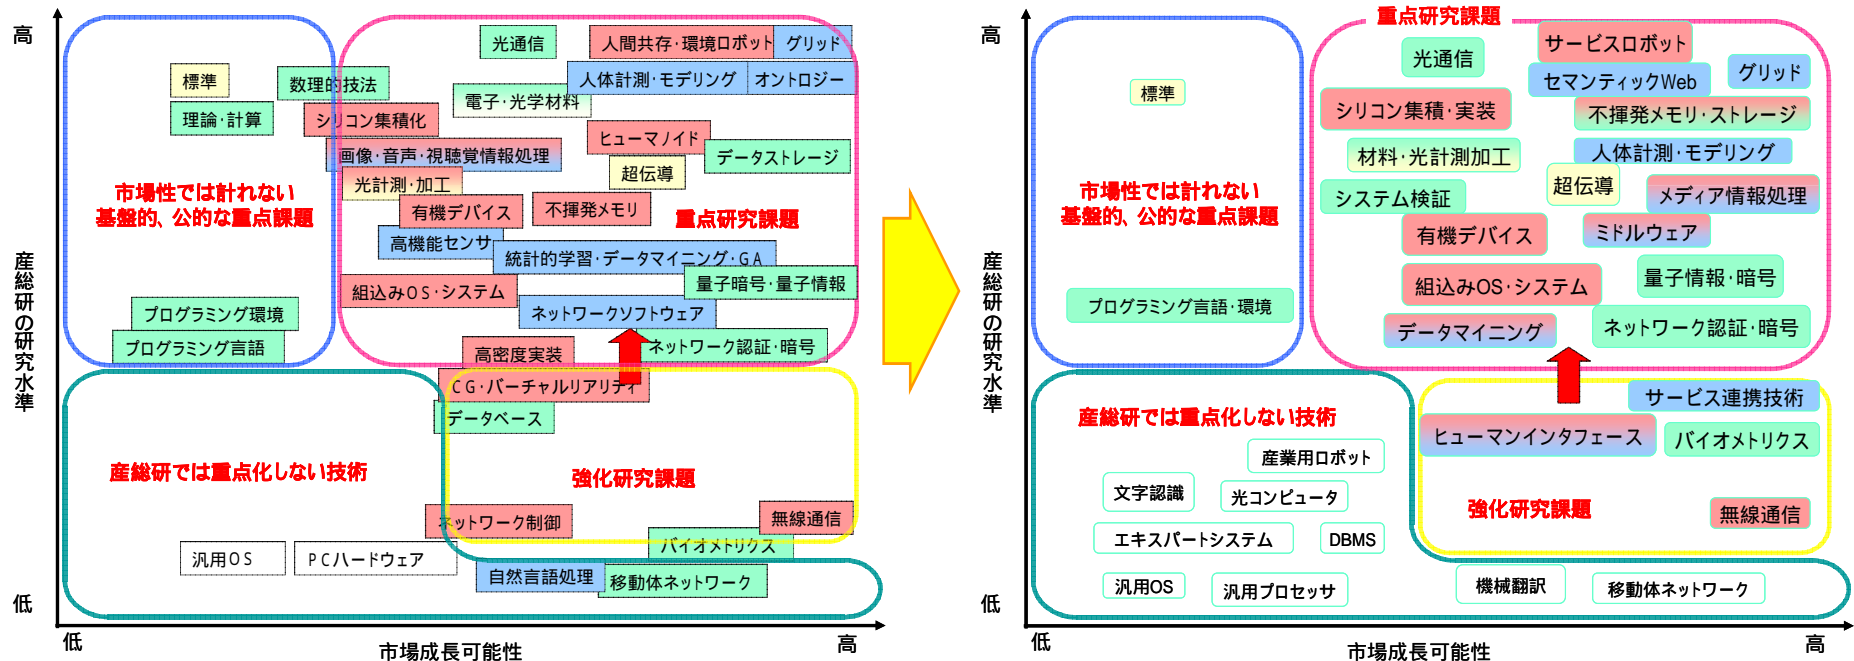 高
光通信
人間共存・環境ロボット
グリッド
標準
数理的技法
人体計測・モデリング
オントロジー
電子・光学材料
理論・計算
シリコン集積化
ヒューマノイド
画像・音声・視聴覚情報処理
データストレージ
超伝導
光計測・加工
市場性では計れない
基盤的、公的な重点課題
有機デバイス
不揮発メモリ
重点研究課題
高機能センサ
統計的学習・データマイニング・GA
量子暗号・量子情報
組込みOS・システム
プログラミング環境
ネットワークソフトウェア
プログラミング言語
ネットワーク認証・暗号
高密度実装
CG・バーチャルリアリティ
データベース
産総研の研究水準
産総研では重点化しない技術
強化研究課題
ネットワーク制御
無線通信
汎用OS
PCハードウェア
バイオメトリクス
自然言語処理
移動体ネットワーク
低
低
市場成長可能性
高
高
重点研究課題
サービスロボット
光通信
セマンティックWeb
グリッド
標準
シリコン集積・実装
不揮発メモリ・ストレージ
材料・光計測加工
人体計測・モデリング
超伝導
システム検証
メディア情報処理
市場性では計れない
基盤的、公的な重点課題
有機デバイス
ミドルウェア
量子情報・暗号
組込みOS・システム
プログラミング言語・環境
データマイニング
ネットワーク認証・暗号
産総研の研究水準
サービス連携技術
産総研では重点化しない技術
ヒューマンインタフェース
バイオメトリクス
産業用ロボット
文字認識
光コンピュータ
強化研究課題
無線通信
エキスパートシステム
DBMS
汎用OS
汎用プロセッサ
機械翻訳
移動体ネットワーク
低
低
市場成長可能性
高